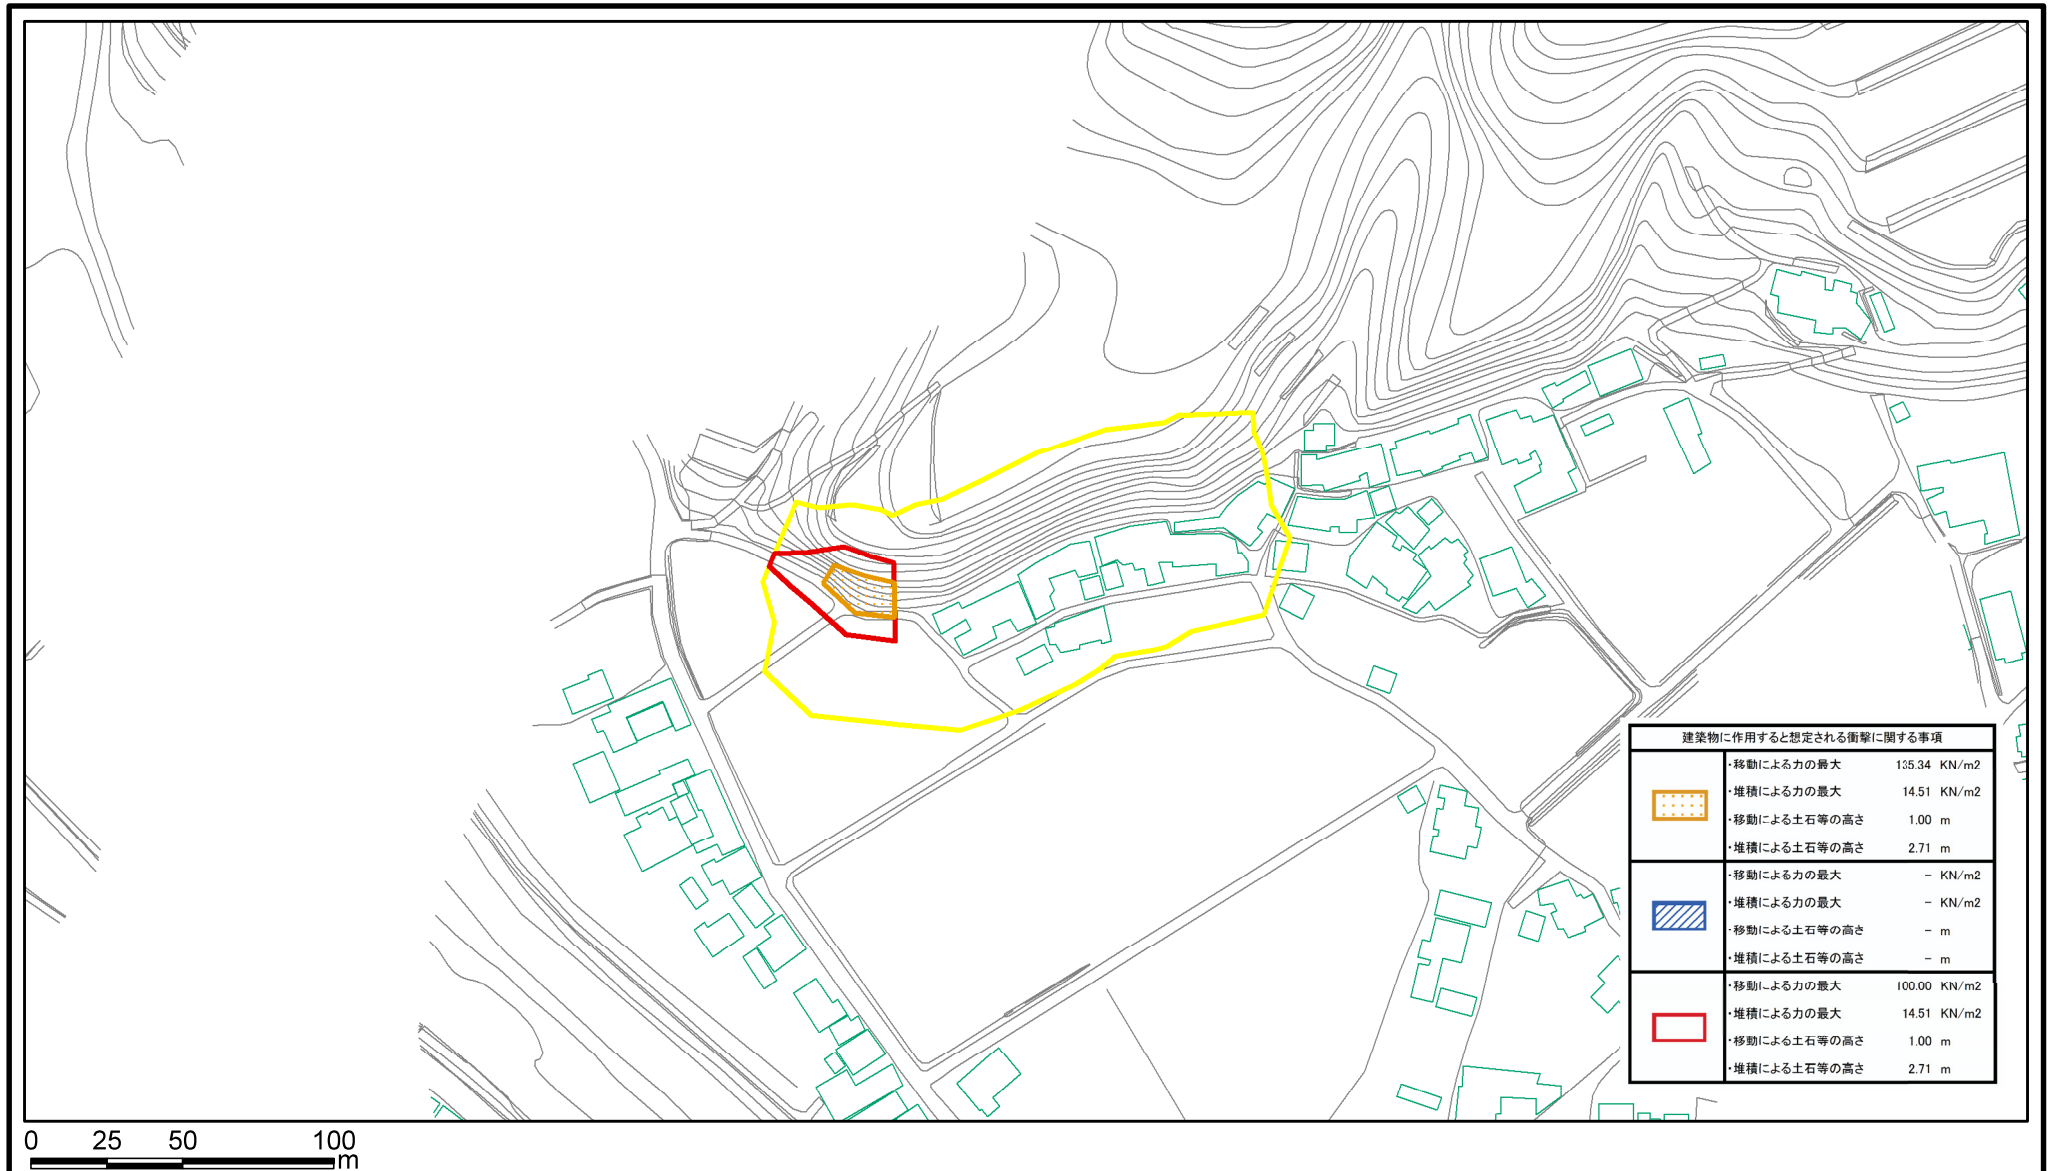 建築物に作用すると想定される衝撃に関する事項
・移動による力の最大 135.34 KN/m2
・堆積による力の最大 14.51 KN/m2
・移動による土石等の高さ 1.00 m
・堆積による土石等の高さ 2.71 m
・移動による力の最大 − KN/m2
・堆積による力の最大 − KN/m2
・移動による土石等の高さ − m
・堆積による土石等の高さ − m
・移動による力の最大 100.00 KN/m2
・堆積による力の最大 14.51 KN/m2
・移動による土石等の高さ 1.00 m
・堆積による土石等の高さ 2.71 m
0 25 50 100
m